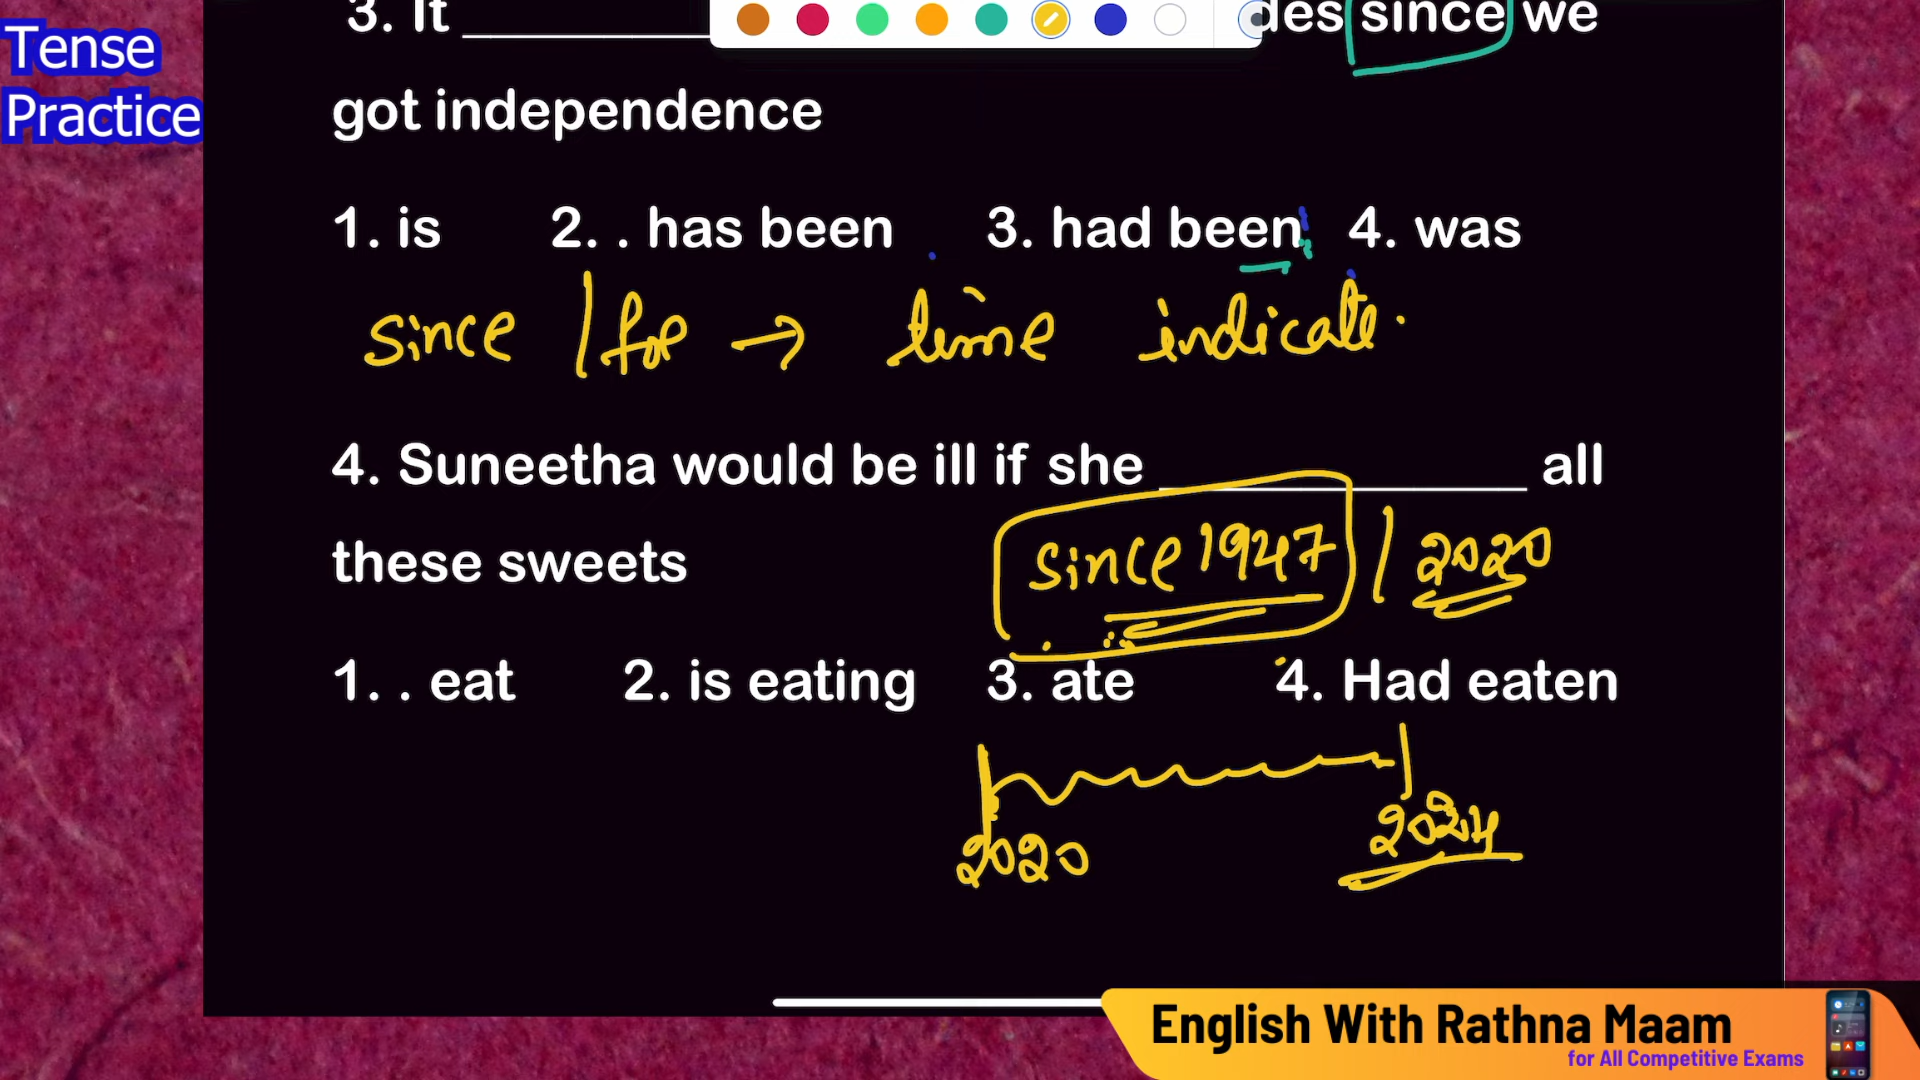 Tense
Practice
3. It ____________ des since we
got independence
1. is 2. . has been 3. had been 4. was
since / for → time indicate.
4. Suneetha would be ill if she ____________ all
these sweets
since 1947 / 2020
1. . eat 2. is eating 3. ate 4. Had eaten
2020 2024
English With Rathna Maam
for All Competitive Exams